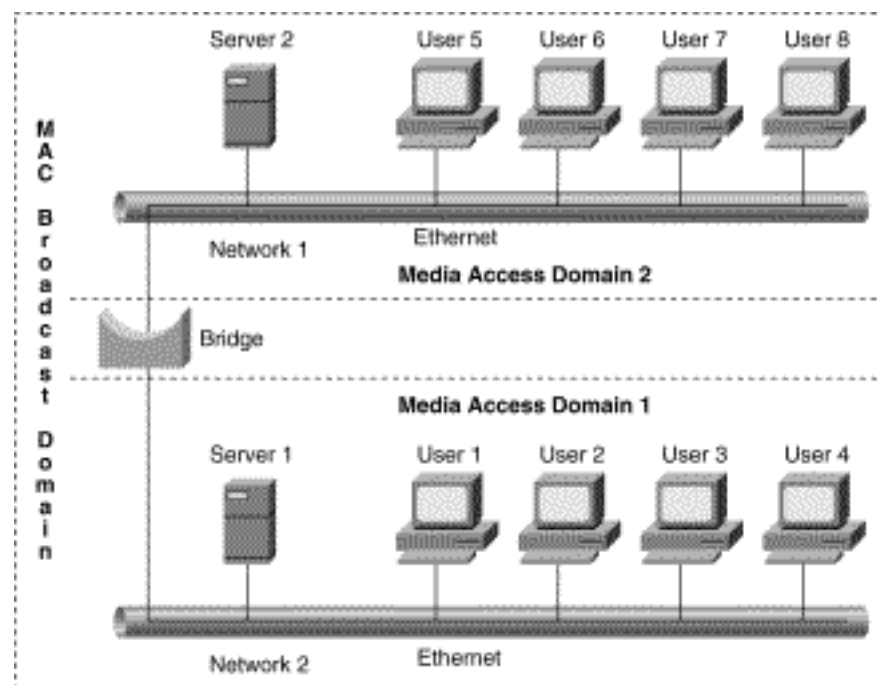 Server 2 User 5 User 6 User 7 User 8
MAC Broadcast Domain
Network 1 Ethernet
Media Access Domain 2
Bridge
Media Access Domain 1
Server 1 User 1 User 2 User 3 User 4
Network 2 Ethernet